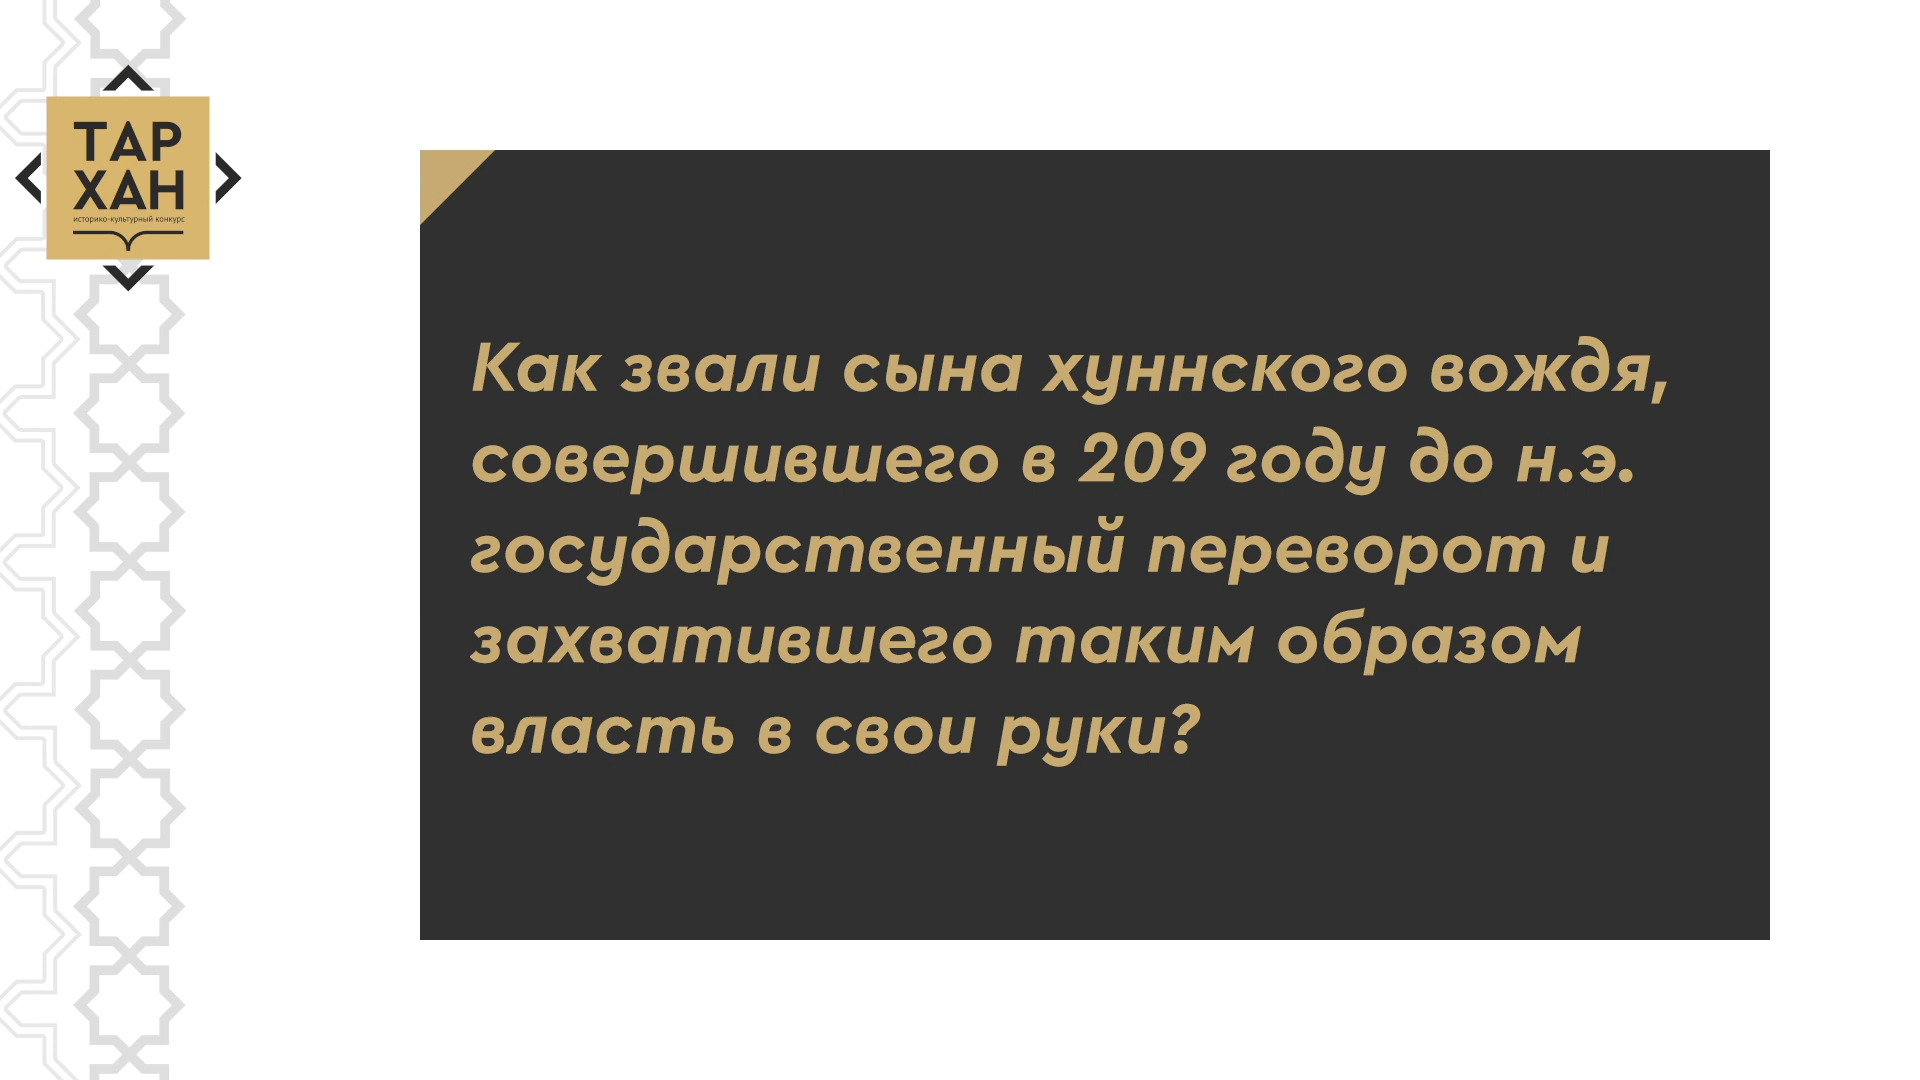 ТАР
ХАН
историко-культурный конкурс
Как звали сына хуннского вождя,
совершившего в 209 году до н.э.
государственный переворот и
захватившего таким образом
власть в свои руки?